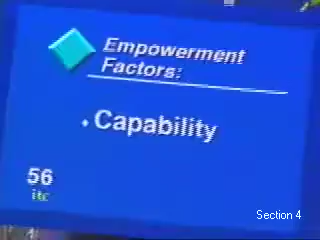 Empowerment
Factors:
• Capability
56
itc
Section 4